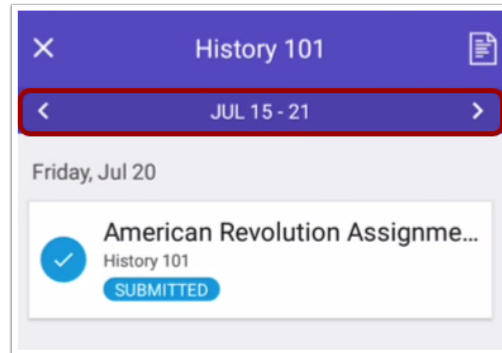 History 101
JUL 15 - 21
Friday, Jul 20
American Revolution Assignme...
History 101
SUBMITTED